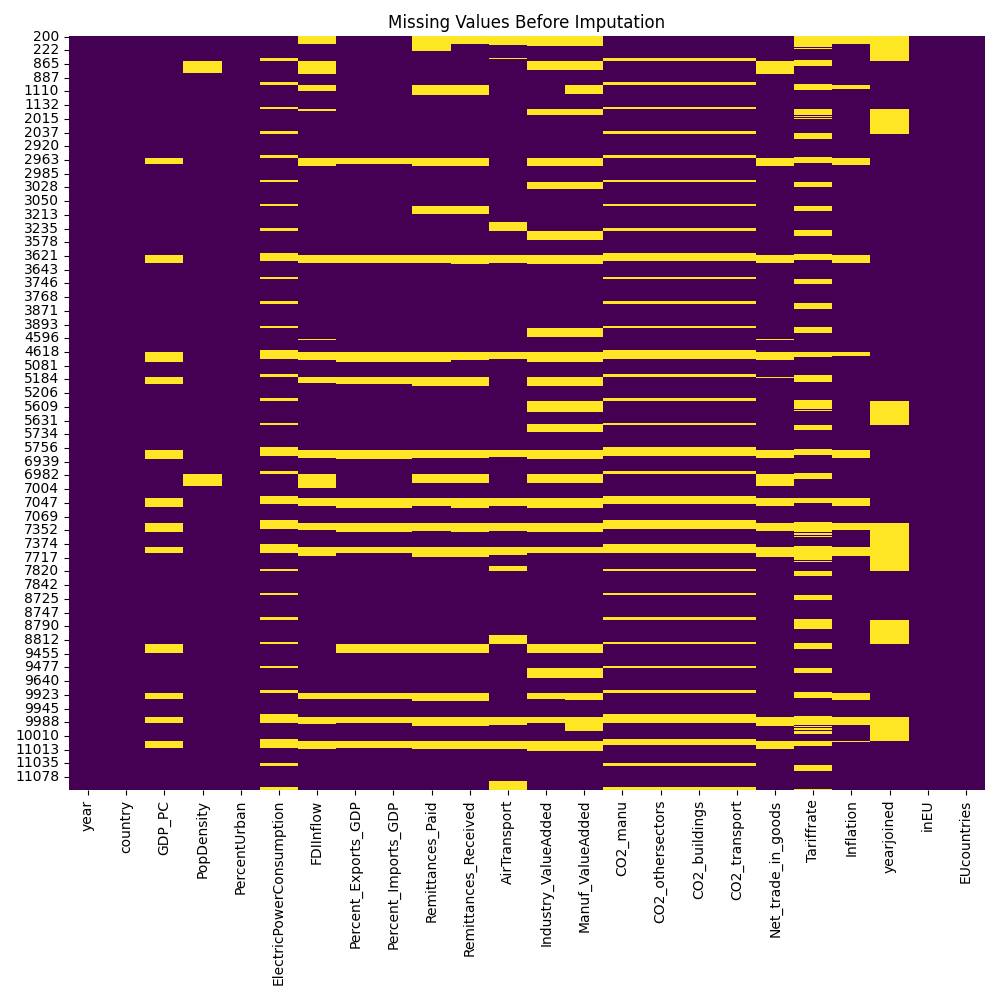 Missing Values Before Imputation
200
222
865
887
1110
1132
2015
2037
2920
2963
2985
3028
3050
3213
3235
3578
3621
3643
3746
3768
3871
3893
4596
4618
5081
5184
5206
5609
5631
5734
5756
6939
6982
7004
7047
7069
7352
7374
7717
7820
7842
8725
8747
8790
8812
9455
9477
9640
9923
9945
9988
10010
11013
11035
11078
year
country
GDP_PC
PopDensity
PercentUrban
ElectricPowerConsumption
FDIInflow
Percent_Exports_GDP
Percent_Imports_GDP
Remittances_Paid
Remittances_Received
AirTransport
Industry_ValueAdded
Manuf_ValueAdded
CO2_manu
CO2_othersectors
CO2_buildings
CO2_transport
Net_trade_in_goods
Tariffrate
Inflation
yearjoined
inEU
EUcountries